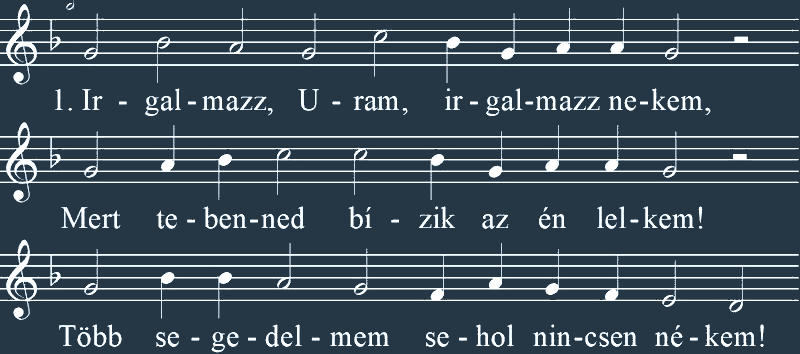 1. Ir - gal - mazz, U - ram, ir - gal-mazz ne-kem,
Mert te - ben-ned bí - zik az én lel-kem!
Több se - ge - del - mem se - hol nin-csen né - kem!